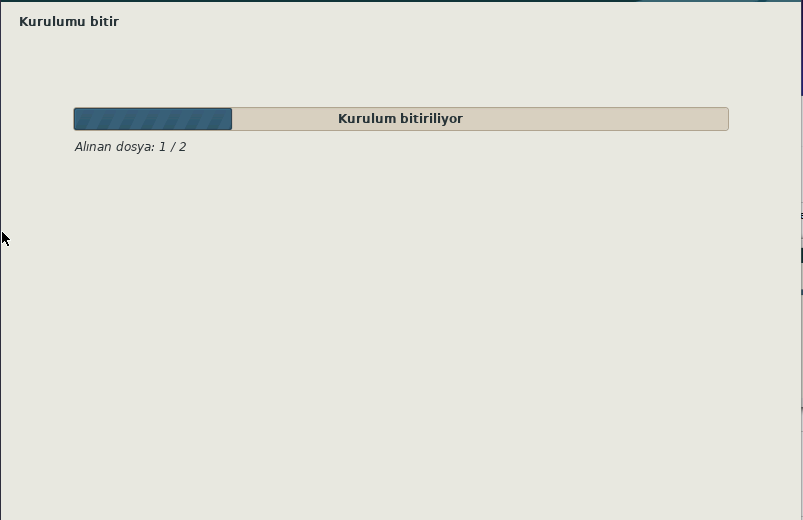 Kurulumu bitir
Kurulum bitiriliyor
Alınan dosya: 1 / 2